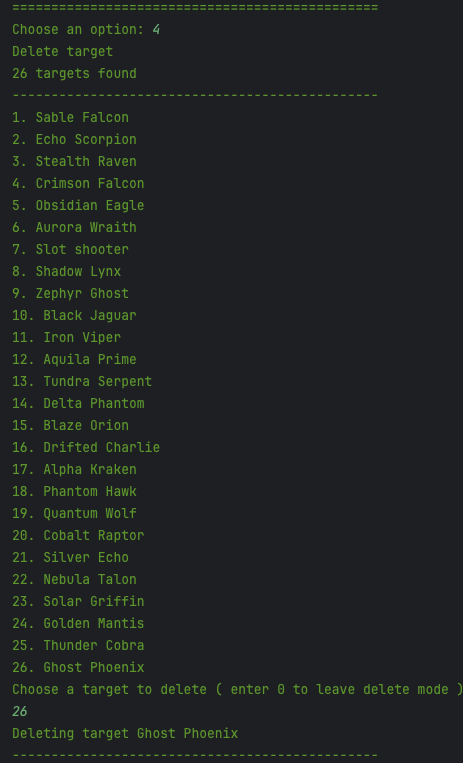 ===============================================
Choose an option: 4
Delete target
26 targets found
-----------------------------------------------
1. Sable Falcon
2. Echo Scorpion
3. Stealth Raven
4. Crimson Falcon
5. Obsidian Eagle
6. Aurora Wraith
7. Slot shooter
8. Shadow Lynx
9. Zephyr Ghost
10. Black Jaguar
11. Iron Viper
12. Aquila Prime
13. Tundra Serpent
14. Delta Phantom
15. Blaze Orion
16. Drifted Charlie
17. Alpha Kraken
18. Phantom Hawk
19. Quantum Wolf
20. Cobalt Raptor
21. Silver Echo
22. Nebula Talon
23. Solar Griffin
24. Golden Mantis
25. Thunder Cobra
26. Ghost Phoenix
Choose a target to delete ( enter 0 to leave delete mode )
26
Deleting target Ghost Phoenix
-----------------------------------------------